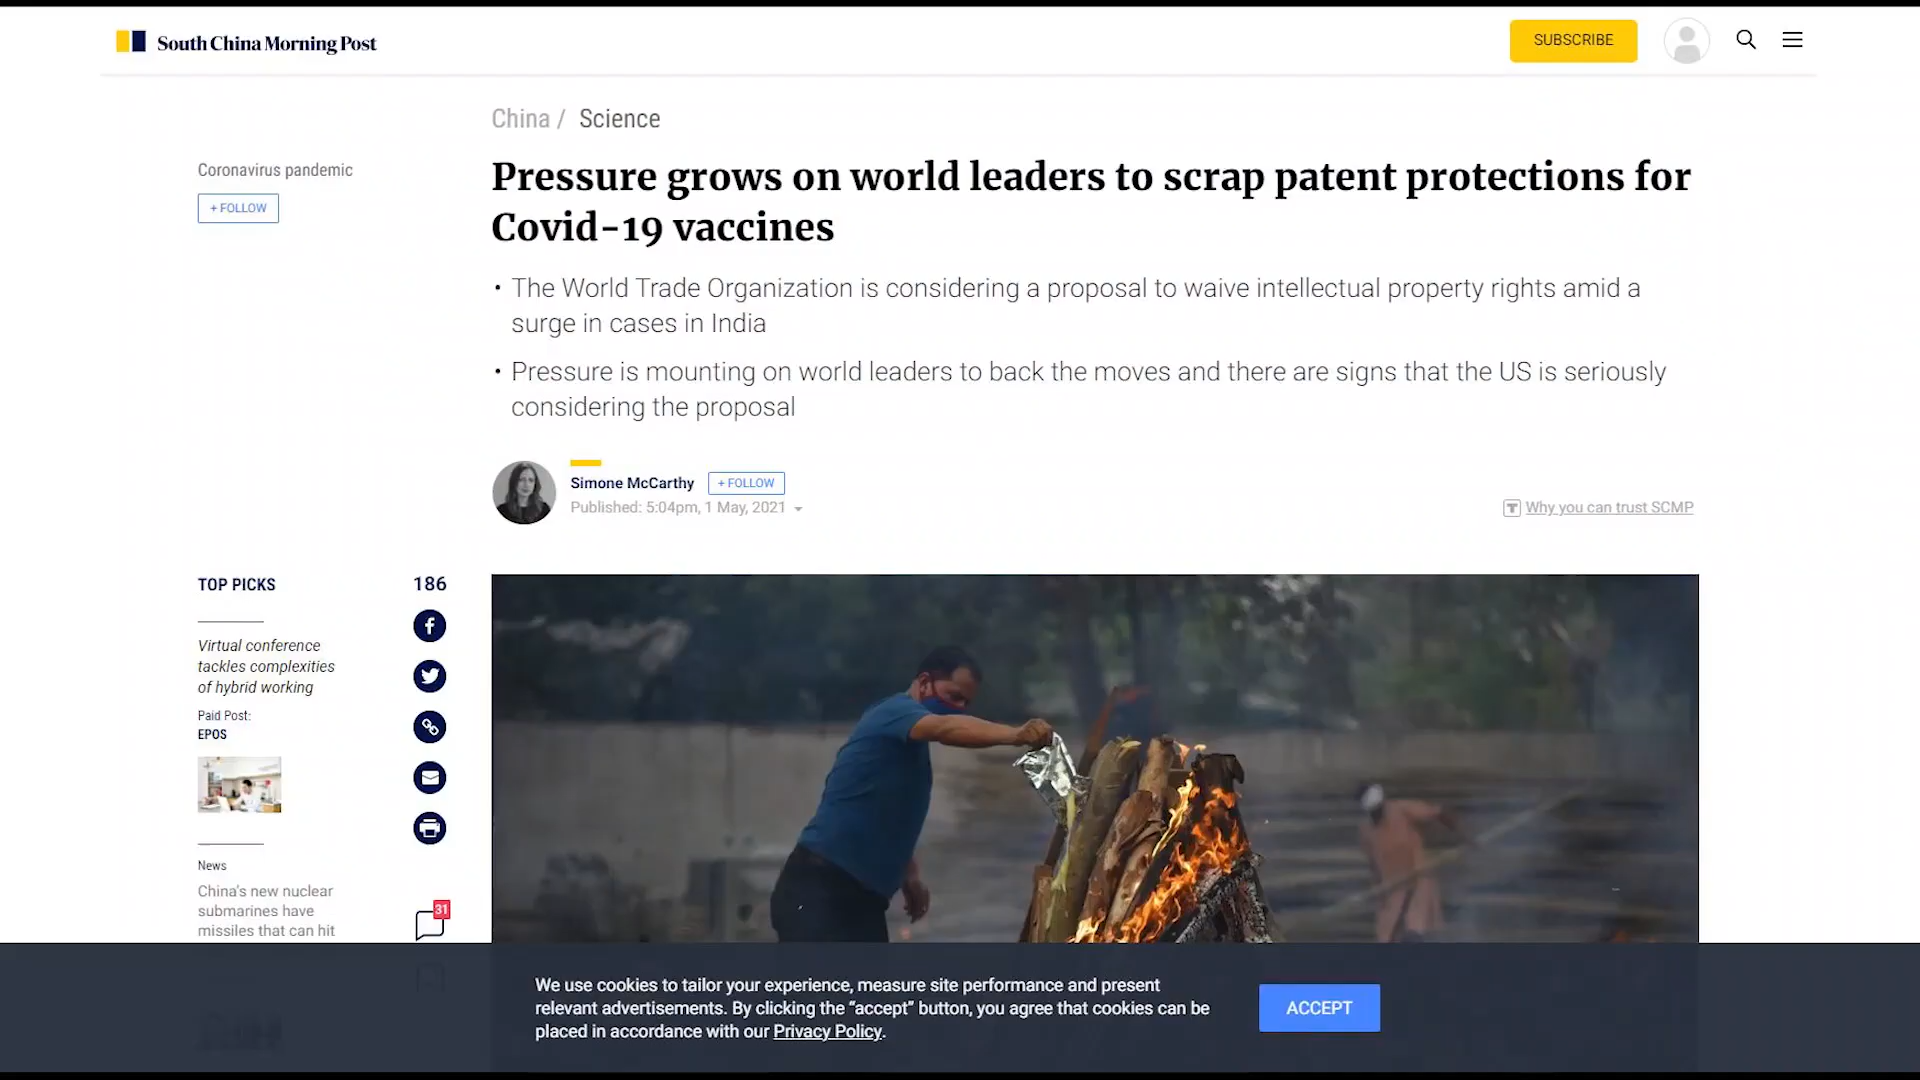 South China Morning Post
SUBSCRIBE
China / Science
Coronavirus pandemic
+ FOLLOW
Pressure grows on world leaders to scrap patent protections for
Covid-19 vaccines
• The World Trade Organization is considering a proposal to waive intellectual property rights amid a
surge in cases in India
• Pressure is mounting on world leaders to back the moves and there are signs that the US is seriously
considering the proposal
Simone McCarthy + FOLLOW
Published: 5:04pm, 1 May, 2021
Why you can trust SCMP
TOP PICKS
186
Virtual conference
tackles complexities
of hybrid working
Paid Post:
EPOS
News
China's new nuclear
submarines have
missiles that can hit
31
We use cookies to tailor your experience, measure site performance and present
relevant advertisements. By clicking the “accept” button, you agree that cookies can be
placed in accordance with our Privacy Policy.
ACCEPT